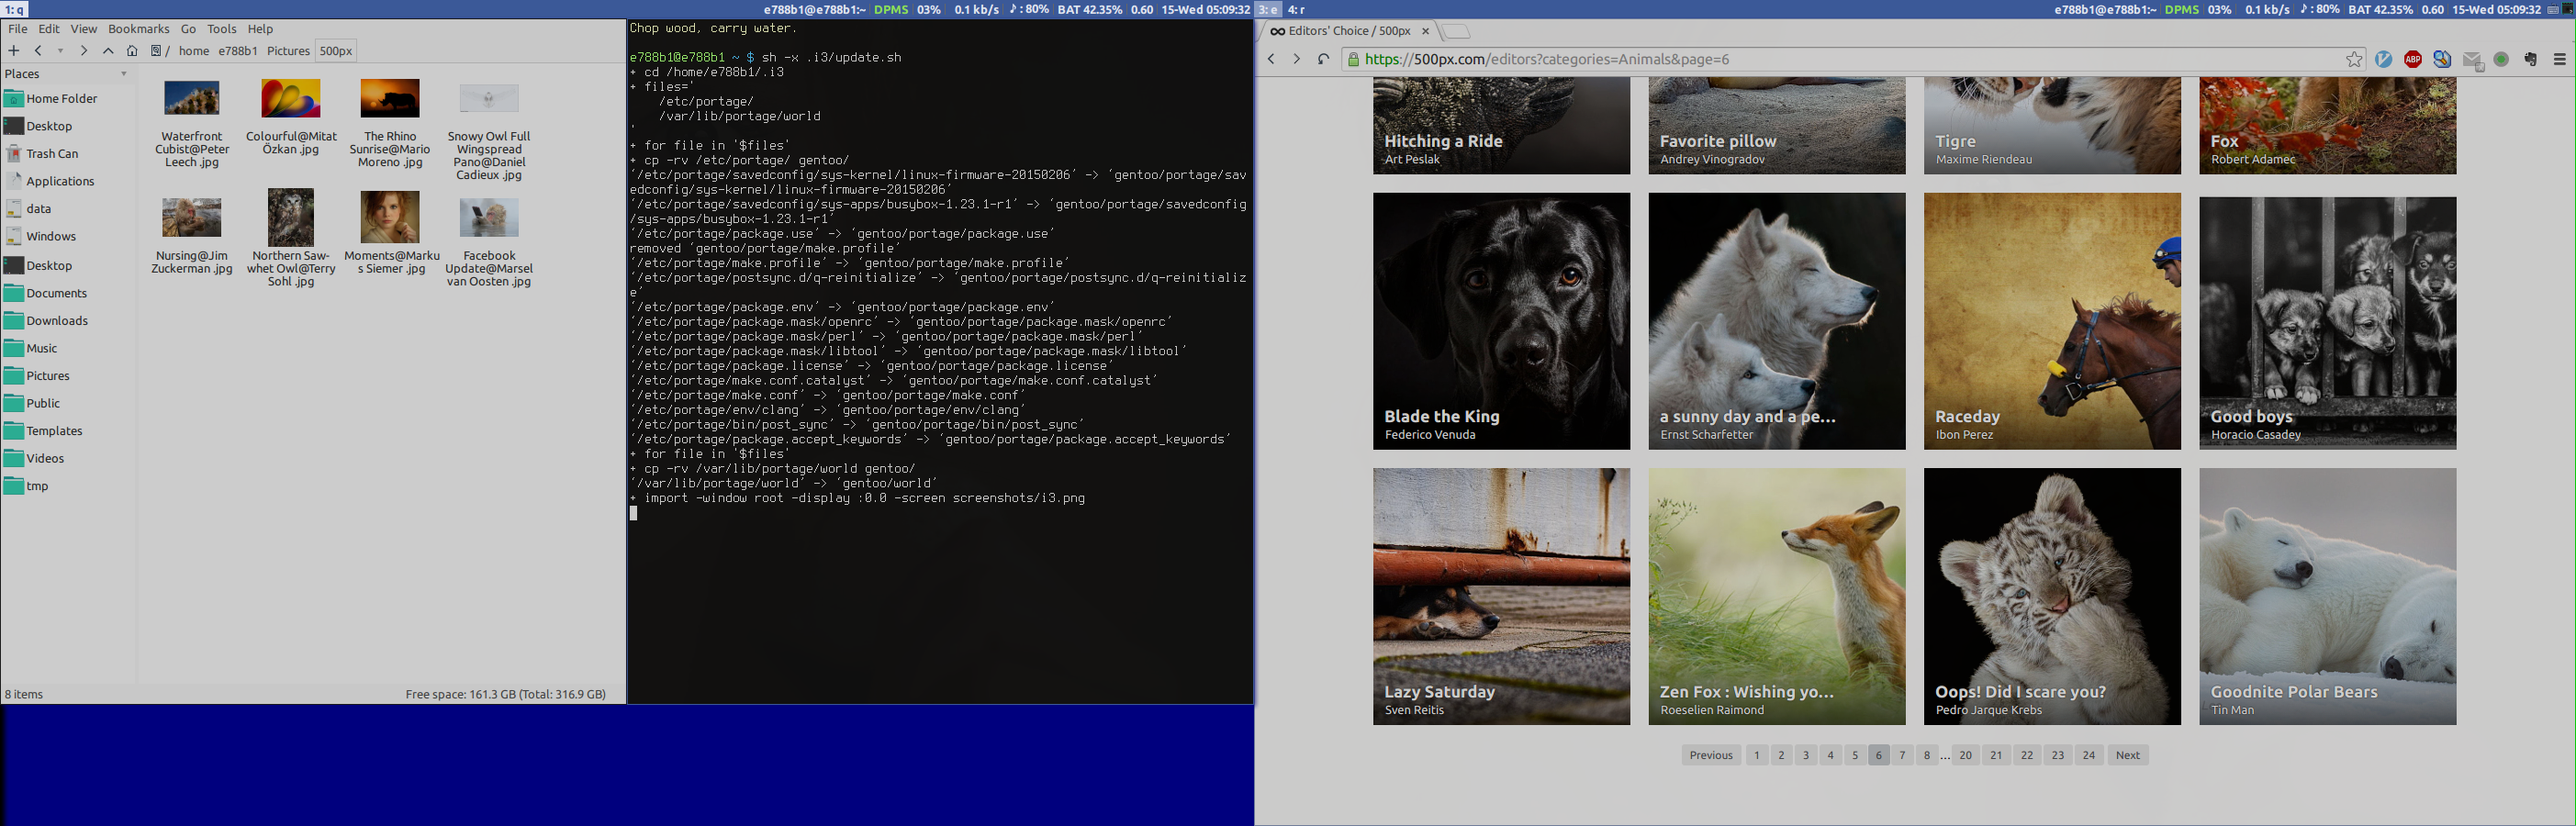 1: q
e788b1@e788b1:~ DPMS 03% 0.1 kb/s ♪: 80% BAT 42.35% 0.60 15-Wed 05:09:32
3: e 4: r
e788b1@e788b1:~ DPMS 03% 0.1 kb/s ♪: 80% BAT 42.35% 0.60 15-Wed 05:09:32
File Edit View Bookmarks Go Tools Help
/ home e788b1 Pictures 500px
Places
Home Folder
Desktop
Trash Can
Applications
data
Windows
Desktop
Documents
Downloads
Music
Pictures
Public
Templates
Videos
tmp
Waterfront
Cubist@Peter
Leech .jpg
Colourful@Mitat
Özkan .jpg
The Rhino
Sunrise@Mario
Moreno .jpg
Snowy Owl Full
Wingspread
Pano@Daniel
Cadieux .jpg
Nursing@Jim
Zuckerman .jpg
Northern Saw-
whet Owl@Terry
Sohl .jpg
Moments@Marku
s Siemer .jpg
Facebook
Update@Marsel
van Oosten .jpg
8 items
Free space: 161.3 GB (Total: 316.9 GB)
Chop wood, carry water.
e788b1@e788b1 ~ $ sh -x .i3/update.sh
+ cd /home/e788b1/.i3
+ files='
/etc/portage/
/var/lib/portage/world
'
+ for file in '$files'
+ cp -rv /etc/portage/ gentoo/
‘/etc/portage/savedconfig/sys-kernel/linux-firmware-20150206’ -> ‘gentoo/portage/sav
edconfig/sys-kernel/linux-firmware-20150206’
‘/etc/portage/savedconfig/sys-apps/busybox-1.23.1-r1’ -> ‘gentoo/portage/savedconfig
/sys-apps/busybox-1.23.1-r1’
‘/etc/portage/package.use’ -> ‘gentoo/portage/package.use’
removed ‘gentoo/portage/make.profile’
‘/etc/portage/make.profile’ -> ‘gentoo/portage/make.profile’
‘/etc/portage/postsync.d/q-reinitialize’ -> ‘gentoo/portage/postsync.d/q-reinitializ
e’
‘/etc/portage/package.env’ -> ‘gentoo/portage/package.env’
‘/etc/portage/package.mask/openrc’ -> ‘gentoo/portage/package.mask/openrc’
‘/etc/portage/package.mask/perl’ -> ‘gentoo/portage/package.mask/perl’
‘/etc/portage/package.mask/libtool’ -> ‘gentoo/portage/package.mask/libtool’
‘/etc/portage/package.license’ -> ‘gentoo/portage/package.license’
‘/etc/portage/make.conf.catalyst’ -> ‘gentoo/portage/make.conf.catalyst’
‘/etc/portage/make.conf’ -> ‘gentoo/portage/make.conf’
‘/etc/portage/env/clang’ -> ‘gentoo/portage/env/clang’
‘/etc/portage/bin/post_sync’ -> ‘gentoo/portage/bin/post_sync’
‘/etc/portage/package.accept_keywords’ -> ‘gentoo/portage/package.accept_keywords’
+ for file in '$files'
+ cp -rv /var/lib/portage/world gentoo/
‘/var/lib/portage/world’ -> ‘gentoo/world’
+ import -window root -display :0.0 -screen screenshots/i3.png
Editors' Choice / 500px
https://500px.com/editors?categories=Animals&page=6
ABP
Hitching a Ride
Art Peslak
Favorite pillow
Andrey Vinogradov
Tigre
Maxime Riendeau
Fox
Robert Adamec
Blade the King
Federico Venuda
a sunny day and a pe...
Ernst Scharfetter
Raceday
Ibon Perez
Good boys
Horacio Casadey
Lazy Saturday
Sven Reitis
Zen Fox : Wishing yo...
Roeselien Raimond
Oops! Did I scare you?
Pedro Jarque Krebs
Goodnite Polar Bears
Tin Man
Previous 1 2 3 4 5 6 7 8 ... 20 21 22 23 24 Next